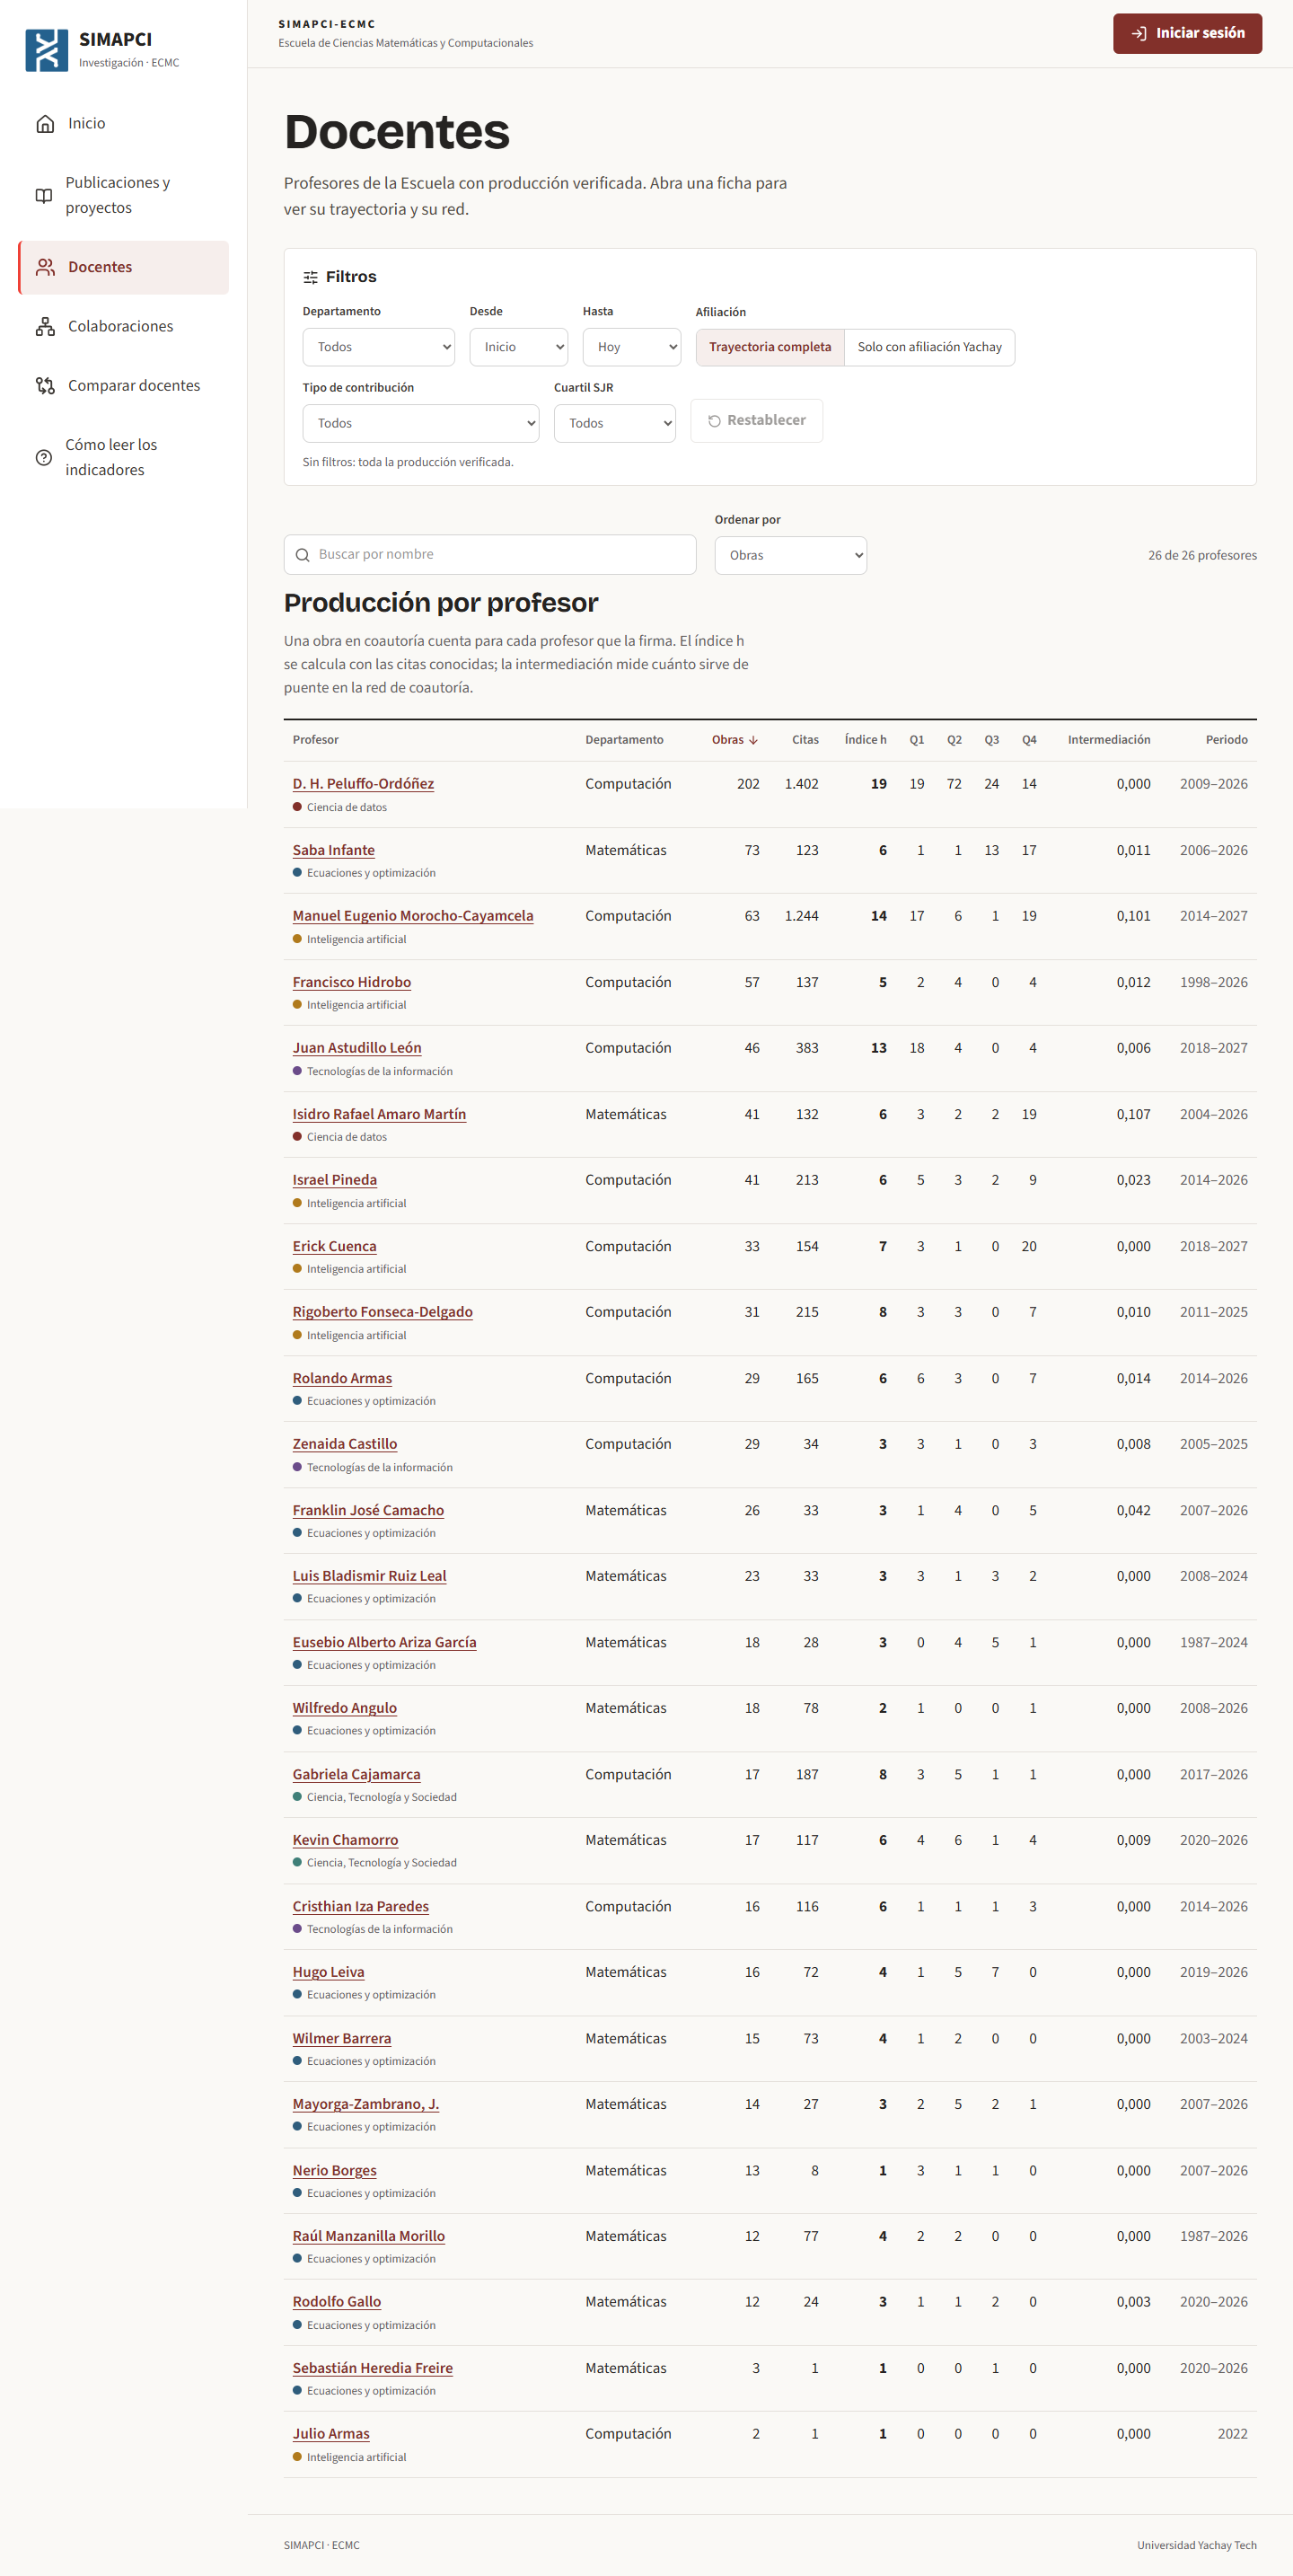 SIMAPCI
Investigación · ECMC
Inicio
Publicaciones y
proyectos
Docentes
Colaboraciones
Comparar docentes
Cómo leer los
indicadores
SIMAPCI-ECMC
Escuela de Ciencias Matemáticas y Computacionales
Iniciar sesión
Docentes
Profesores de la Escuela con producción verificada. Abra una ficha para
ver su trayectoria y su red.
Filtros
Departamento Desde Hasta Afiliación
Todos Inicio Hoy Trayectoria completa Solo con afiliación Yachay
Tipo de contribución Cuartil SJR
Todos Todos Restablecer
Sin filtros: toda la producción verificada.
Ordenar por
Buscar por nombre Obras 26 de 26 profesores
Producción por profesor
Una obra en coautoría cuenta para cada profesor que la firma. El índice h
se calcula con las citas conocidas; la intermediación mide cuánto sirve de
puente en la red de coautoría.
Profesor Departamento Obras ↓ Citas Índice h Q1 Q2 Q3 Q4 Intermediación Periodo
D. H. Peluffo-Ordóñez Computación 202 1.402 19 19 72 24 14 0,000 2009–2026
Ciencia de datos
Saba Infante Matemáticas 73 123 6 1 1 13 17 0,011 2006–2026
Ecuaciones y optimización
Manuel Eugenio Morocho-Cayamcela Computación 63 1.244 14 17 6 1 19 0,101 2014–2027
Inteligencia artificial
Francisco Hidrobo Computación 57 137 5 2 4 0 4 0,012 1998–2026
Inteligencia artificial
Juan Astudillo León Computación 46 383 13 18 4 0 4 0,006 2018–2027
Tecnologías de la información
Isidro Rafael Amaro Martín Matemáticas 41 132 6 3 2 2 19 0,107 2004–2026
Ciencia de datos
Israel Pineda Computación 41 213 6 5 3 2 9 0,023 2014–2026
Inteligencia artificial
Erick Cuenca Computación 33 154 7 3 1 0 20 0,000 2018–2027
Inteligencia artificial
Rigoberto Fonseca-Delgado Computación 31 215 8 3 3 0 7 0,010 2011–2025
Inteligencia artificial
Rolando Armas Computación 29 165 6 6 3 0 7 0,014 2014–2026
Ecuaciones y optimización
Zenaida Castillo Computación 29 34 3 3 1 0 3 0,008 2005–2025
Tecnologías de la información
Franklin José Camacho Matemáticas 26 33 3 1 4 0 5 0,042 2007–2026
Ecuaciones y optimización
Luis Bladismir Ruiz Leal Matemáticas 23 33 3 3 1 3 2 0,000 2008–2024
Ecuaciones y optimización
Eusebio Alberto Ariza García Matemáticas 18 28 3 0 4 5 1 0,000 1987–2024
Ecuaciones y optimización
Wilfredo Angulo Matemáticas 18 78 2 1 0 0 1 0,000 2008–2026
Ecuaciones y optimización
Gabriela Cajamarca Computación 17 187 8 3 5 1 1 0,000 2017–2026
Ciencia, Tecnología y Sociedad
Kevin Chamorro Matemáticas 17 117 6 4 6 1 4 0,009 2020–2026
Ciencia, Tecnología y Sociedad
Cristhian Iza Paredes Computación 16 116 6 1 1 1 3 0,000 2014–2026
Tecnologías de la información
Hugo Leiva Matemáticas 16 72 4 1 5 7 0 0,000 2019–2026
Ecuaciones y optimización
Wilmer Barrera Matemáticas 15 73 4 1 2 0 0 0,000 2003–2024
Ecuaciones y optimización
Mayorga-Zambrano, J. Matemáticas 14 27 3 2 5 2 1 0,000 2007–2026
Ecuaciones y optimización
Nerio Borges Matemáticas 13 8 1 3 1 1 0 0,000 2007–2026
Ecuaciones y optimización
Raúl Manzanilla Morillo Matemáticas 12 77 4 2 2 0 0 0,000 1987–2026
Ecuaciones y optimización
Rodolfo Gallo Matemáticas 12 24 3 1 1 2 0 0,003 2020–2026
Ecuaciones y optimización
Sebastián Heredia Freire Matemáticas 3 1 1 0 0 1 0 0,000 2020–2026
Ecuaciones y optimización
Julio Armas Computación 2 1 1 0 0 0 0 0,000 2022
Inteligencia artificial
SIMAPCI · ECMC Universidad Yachay Tech